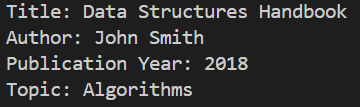 Title: Data Structures Handbook
Author: John Smith
Publication Year: 2018
Topic: Algorithms